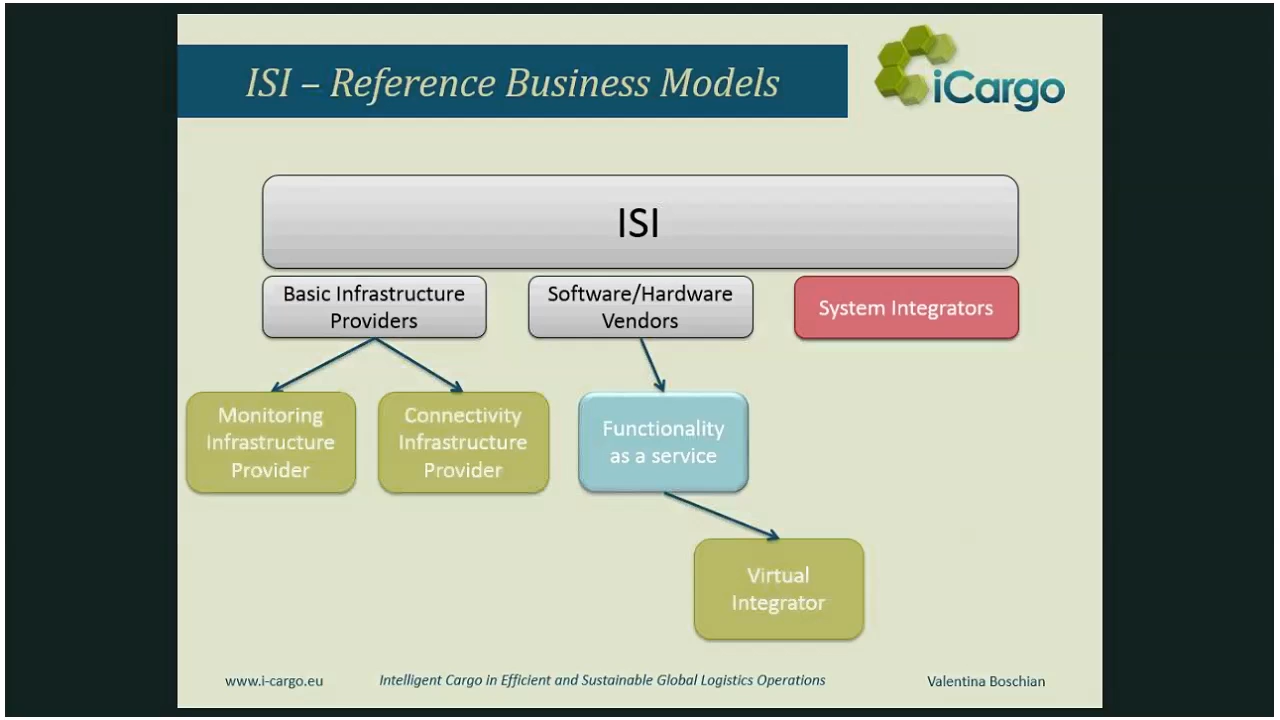 ISI – Reference Business Models
iCargo
ISI
Basic Infrastructure
Providers
Software/Hardware
Vendors
System Integrators
Monitoring
Infrastructure
Provider
Connectivity
Infrastructure
Provider
Functionality
as a service
Virtual
Integrator
www.i-cargo.eu
Intelligent Cargo in Efficient and Sustainable Global Logistics Operations
Valentina Boschian